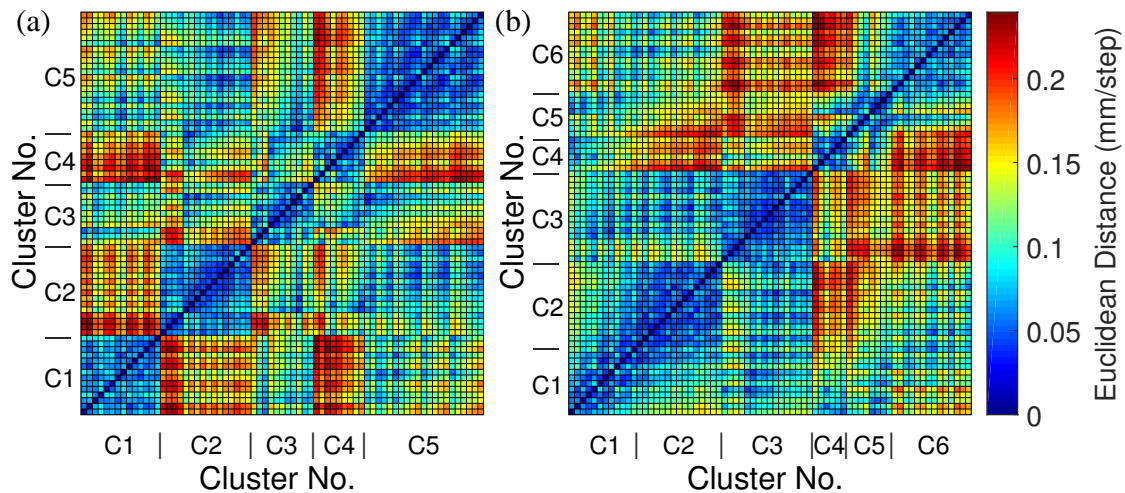 (a)
C5
C4
C3
C2
C1
Cluster No.
C1 | C2 | C3 | C4 | C5
Cluster No.
(b)
C6
C5
C4
C3
C2
C1
Cluster No.
C1 | C2 | C3 | C4 | C5 | C6
Cluster No.
0.2
0.15
0.1
0.05
0
Euclidean Distance (mm/step)